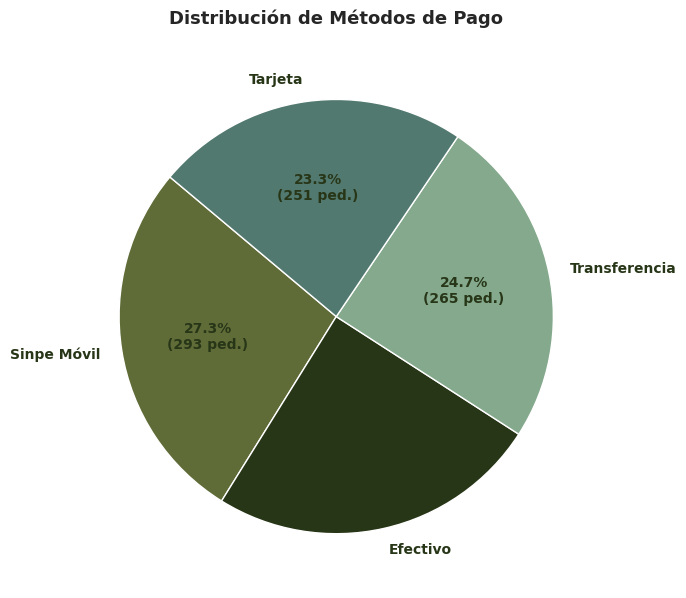 Distribución de Métodos de Pago
Tarjeta
23.3%
(251 ped.)
Transferencia
24.7%
(265 ped.)
Sinpe Móvil
27.3%
(293 ped.)
Efectivo